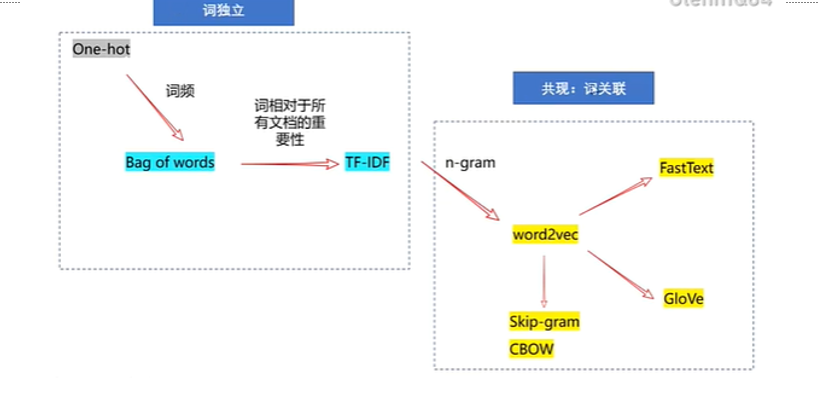 词独立
One-hot
词频
词相对于所
有文档的重
要性
Bag of words
TF-IDF
共现：词关联
n-gram
FastText
word2vec
GloVe
Skip-gram
CBOW